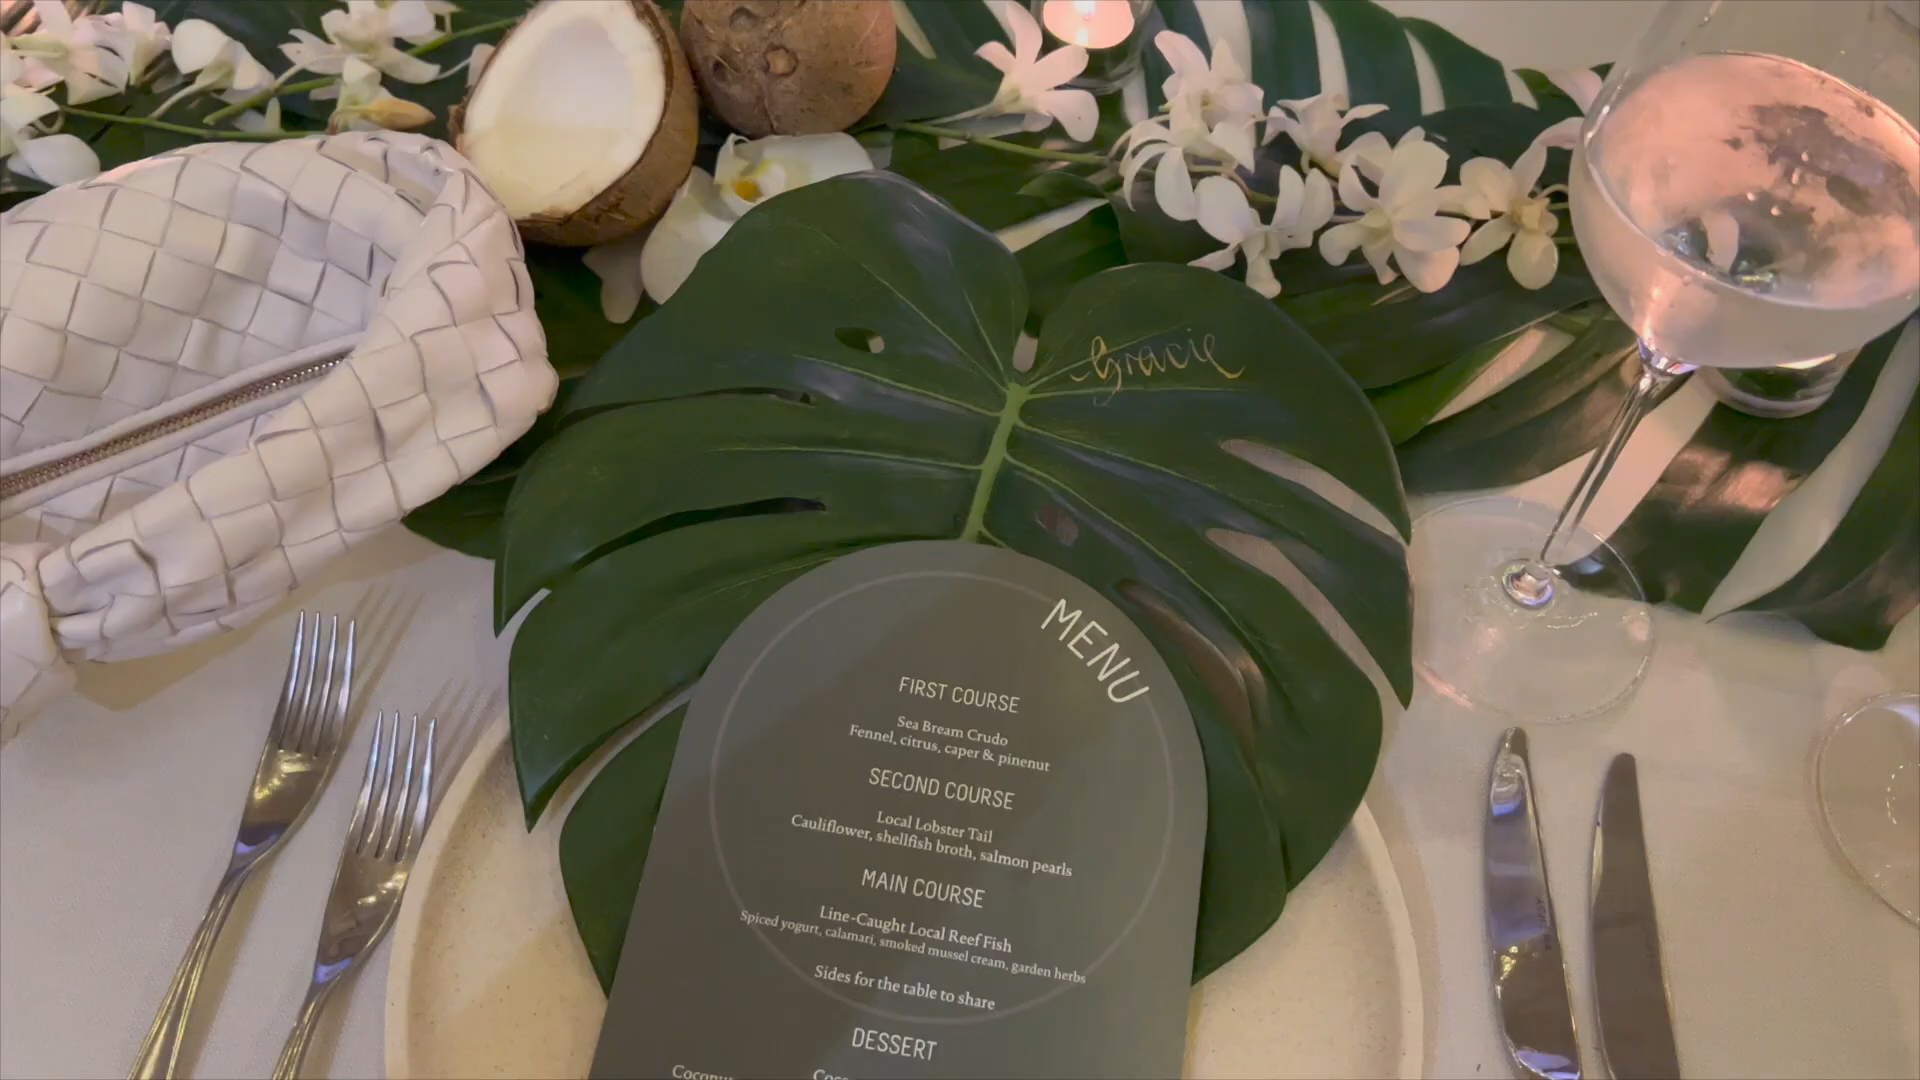 Gracie
MENU
FIRST COURSE
Sea Bream Crudo
Fennel, citrus, caper & pinenut
SECOND COURSE
Local Lobster Tail
Cauliflower, shellfish broth, salmon pearls
MAIN COURSE
Line-Caught Local Reef Fish
Spiced yogurt, calamari, smoked mussel cream, garden herbs
Sides for the table to share
DESSERT
Coconut